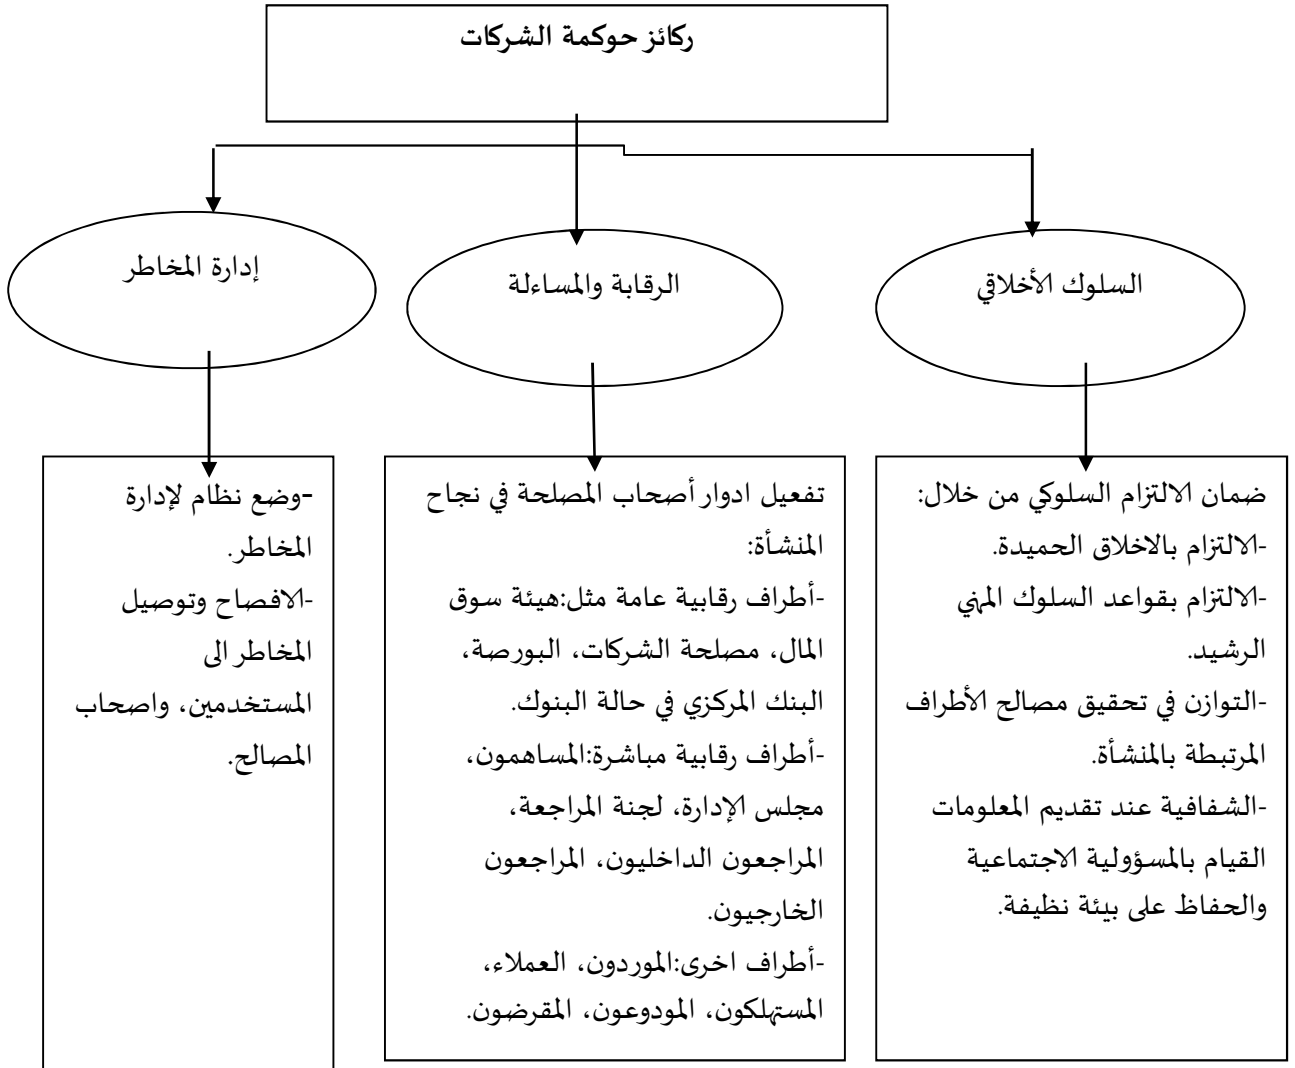 ركائز حوكمة الشركات
السلوك الأخلاقي
الرقابة والمساءلة
إدارة المخاطر
ضمان الالتزام السلوكي من خلال:
-الالتزام بالاخلاق الحميدة.
-الالتزام بقواعد السلوك المهني
الرشيد.
-التوازن في تحقيق مصالح الأطراف
المرتبطة بالمنشأة.
-الشفافية عند تقديم المعلومات
القيام بالمسؤولية الاجتماعية
والحفاظ على بيئة نظيفة.
تفعيل ادوار أصحاب المصلحة في نجاح
المنشأة:
-أطراف رقابية عامة مثل:هيئة سوق
المال، مصلحة الشركات، البورصة،
البنك المركزي في حالة البنوك.
-أطراف رقابية مباشرة:المساهمون،
مجلس الإدارة، لجنة المراجعة،
المراجعون الداخليون، المراجعون
الخارجيون.
-أطراف اخرى:الموردون، العملاء،
المستهلكون، المودوعون، المقرضون.
-وضع نظام لإدارة
المخاطر.
-الافصاح وتوصيل
المخاطر الى
المستخدمين، واصحاب
المصالح.